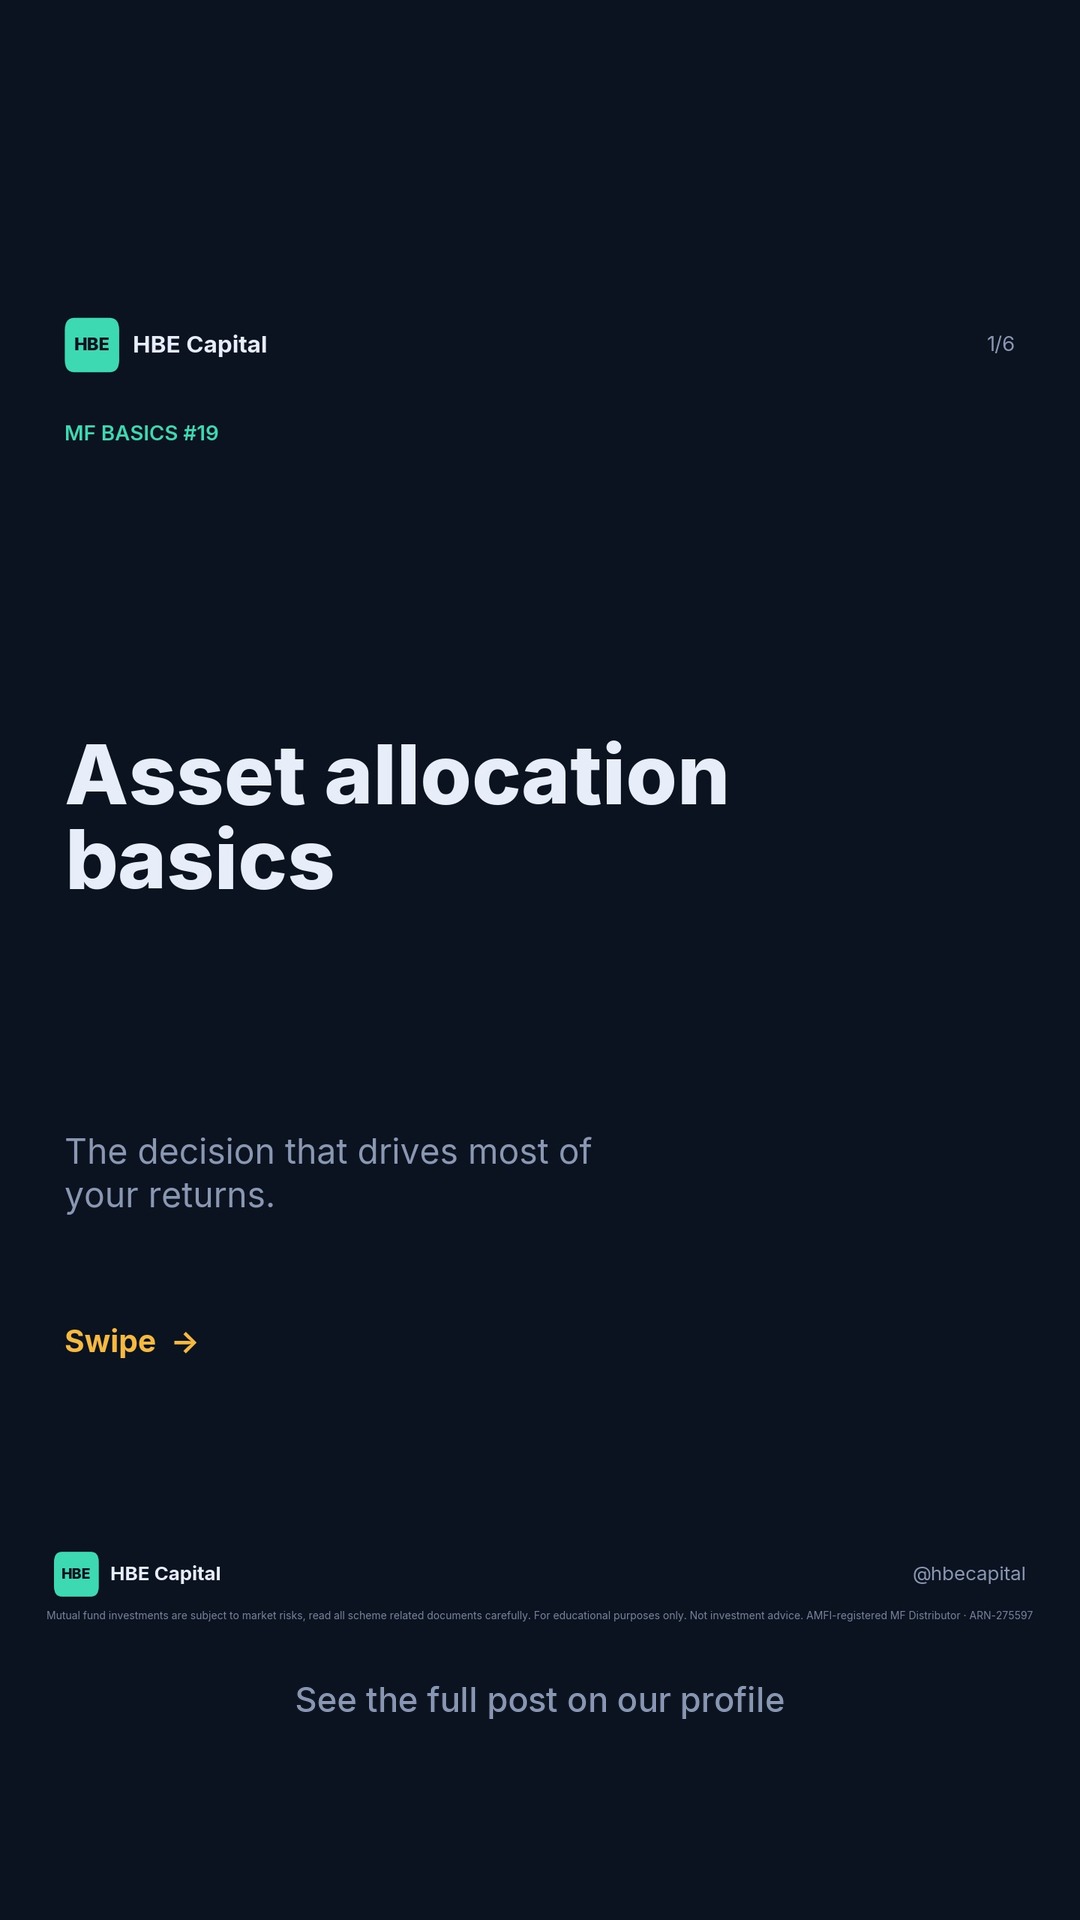 HBE
HBE Capital
1/6
MF BASICS #19
Asset allocation
basics
The decision that drives most of
your returns.
Swipe →
HBE
HBE Capital
@hbecapital
Mutual fund investments are subject to market risks, read all scheme related documents carefully. For educational purposes only. Not investment advice. AMFI-registered MF Distributor · ARN-275597
See the full post on our profile